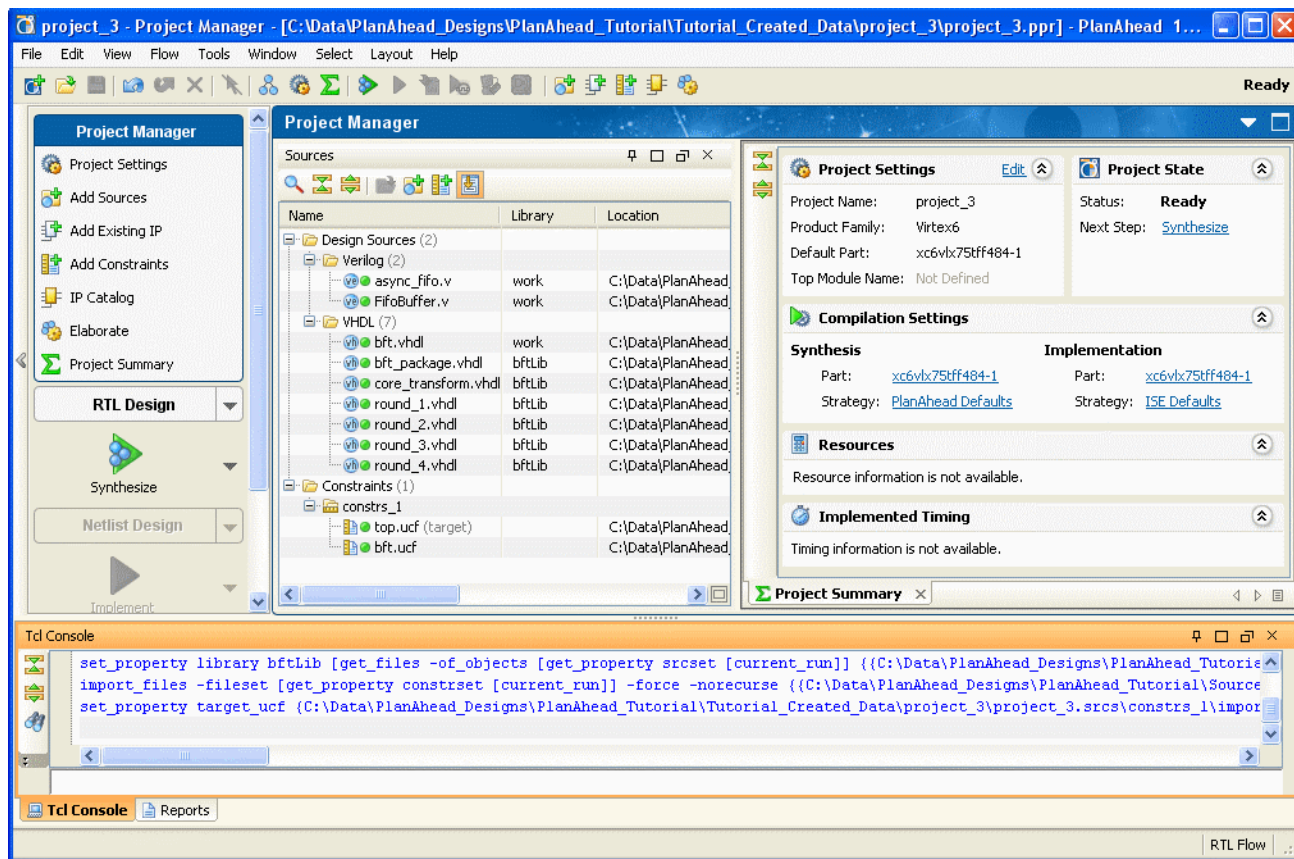 project_3 - Project Manager - [C:\Data\PlanAhead_Designs\PlanAhead_Tutorial\Tutorial_Created_Data\project_3\project_3.ppr] - PlanAhead 1...
File Edit View Flow Tools Window Select Layout Help
Ready
Project Manager
Project Settings
Add Sources
Add Existing IP
Add Constraints
IP Catalog
Elaborate
Project Summary
RTL Design
Synthesize
Netlist Design
Implement
Project Manager
Sources
Name Library Location
Design Sources (2)
Verilog (2)
async_fifo.v work C:\Data\PlanAhead
FifoBuffer.v work C:\Data\PlanAhead
VHDL (7)
bft.vhdl work C:\Data\PlanAhead
bft_package.vhdl bftLib C:\Data\PlanAhead
core_transform.vhdl bftLib C:\Data\PlanAhead
round_1.vhdl bftLib C:\Data\PlanAhead
round_2.vhdl bftLib C:\Data\PlanAhead
round_3.vhdl bftLib C:\Data\PlanAhead
round_4.vhdl bftLib C:\Data\PlanAhead
Constraints (1)
constrs_1
top.ucf (target) C:\Data\PlanAhead
bft.ucf C:\Data\PlanAhead
Project Settings Edit
Project Name: project_3
Product Family: Virtex6
Default Part: xc6vlx75tff484-1
Top Module Name: Not Defined
Project State
Status: Ready
Next Step: Synthesize
Compilation Settings
Synthesis
Part: xc6vlx75tff484-1
Strategy: PlanAhead Defaults
Implementation
Part: xc6vlx75tff484-1
Strategy: ISE Defaults
Resources
Resource information is not available.
Implemented Timing
Timing information is not available.
Project Summary
Tcl Console
set_property library bftLib [get_files -of_objects [get_property srcset [current_run]] {{C:\Data\PlanAhead_Designs\PlanAhead_Tutoria
import_files -fileset [get_property constrset [current_run]] -force -norecurse {{C:\Data\PlanAhead_Designs\PlanAhead_Tutorial\Source
set_property target_ucf {C:\Data\PlanAhead_Designs\PlanAhead_Tutorial\Tutorial_Created_Data\project_3\project_3.srcs\constrs_1\impor
Tcl Console Reports
RTL Flow